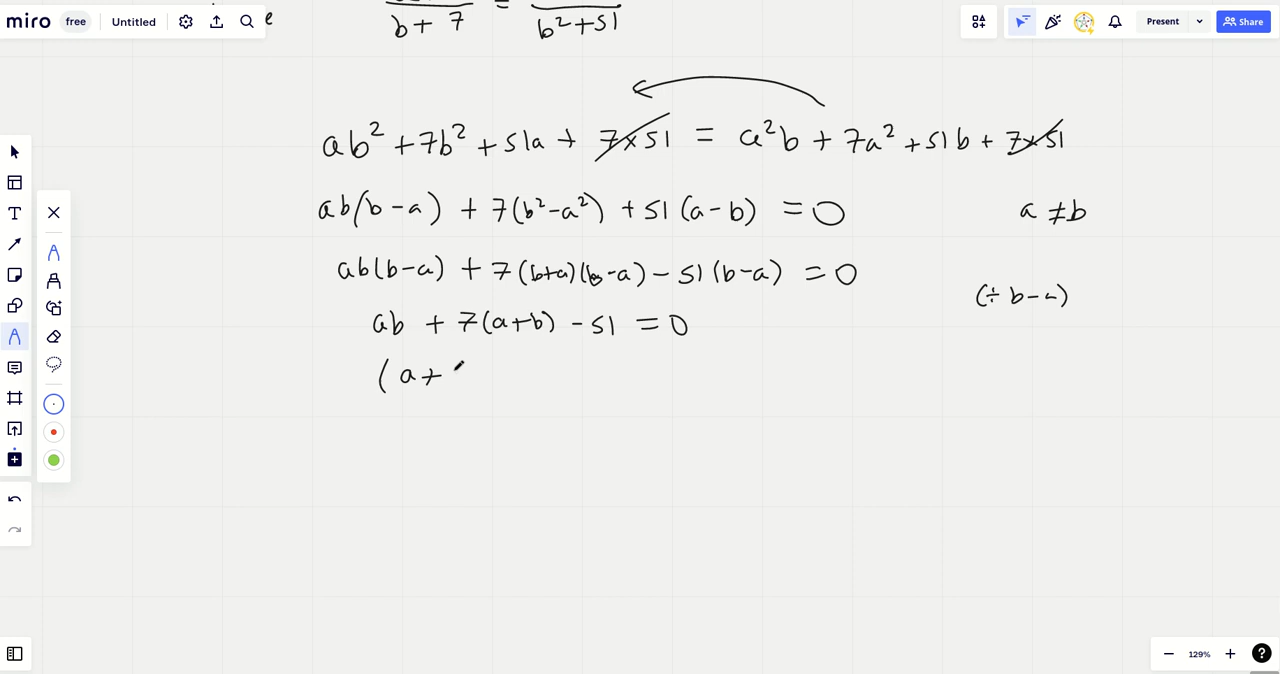 miro free Untitled Present Share
b + 7 = b² + 51
ab² + 7b² + 51a + 7×51 = a²b + 7a² + 51b + 7×51
ab(b-a) + 7(b²-a²) + 51(a-b) = 0 a ≠ b
ab(b-a) + 7(b+a)(b-a) - 51(b-a) = 0
(÷ b-a)
ab + 7(a+b) - 51 = 0
(a+
129%